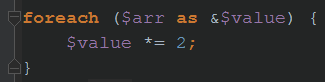 foreach ($arr as &$value) {
    $value *= 2;
}